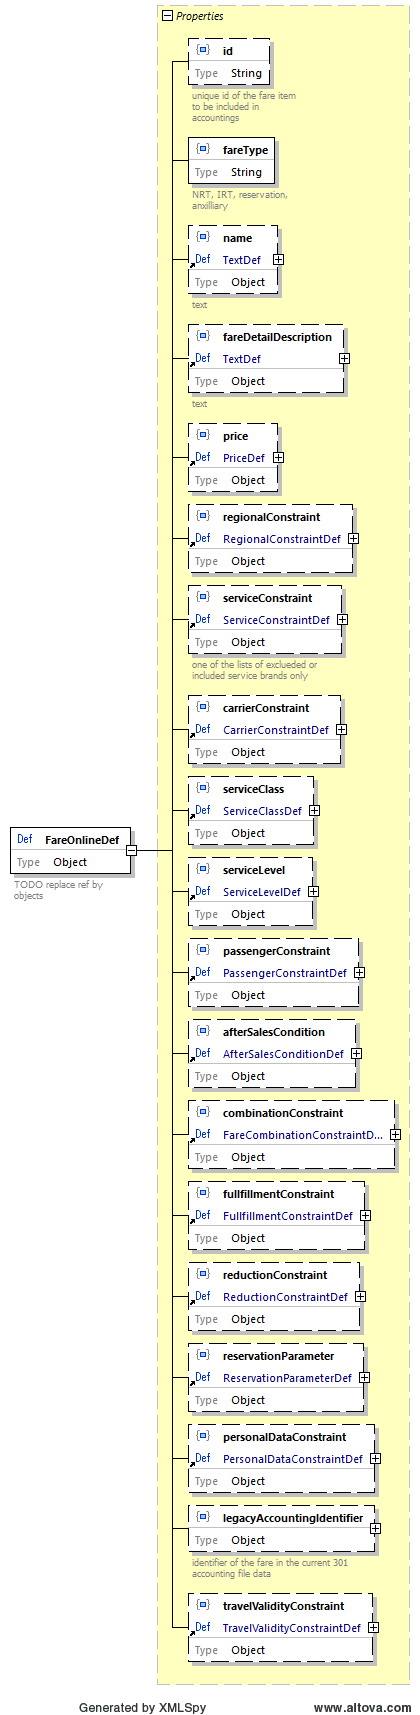 Properties
id
Type String
unique id of the fare item
to be included in
accountings
fareType
Type String
NRT, IRT, reservation,
anxilliary
name
Def TextDef
Type Object
text
fareDetailDescription
Def TextDef
Type Object
text
price
Def PriceDef
Type Object
regionalConstraint
Def RegionalConstraintDef
Type Object
serviceConstraint
Def ServiceConstraintDef
Type Object
one of the lists of exclueded or
included service brands only
carrierConstraint
Def CarrierConstraintDef
Type Object
serviceClass
Def ServiceClassDef
Type Object
Def FareOnlineDef
Type Object
TODO replace ref by
objects
serviceLevel
Def ServiceLevelDef
Type Object
passengerConstraint
Def PassengerConstraintDef
Type Object
afterSalesCondition
Def AfterSalesConditionDef
Type Object
combinationConstraint
Def FareCombinationConstraintD...
Type Object
fullfillmentConstraint
Def FullfillmentConstraintDef
Type Object
reductionConstraint
Def ReductionConstraintDef
Type Object
reservationParameter
Def ReservationParameterDef
Type Object
personalDataConstraint
Def PersonalDataConstraintDef
Type Object
legacyAccountingIdentifier
Type Object
identifier of the fare in the current 301
accounting file data
travelValidityConstraint
Def TravelValidityConstraintDef
Type Object
Generated by XMLSpy www.altova.com